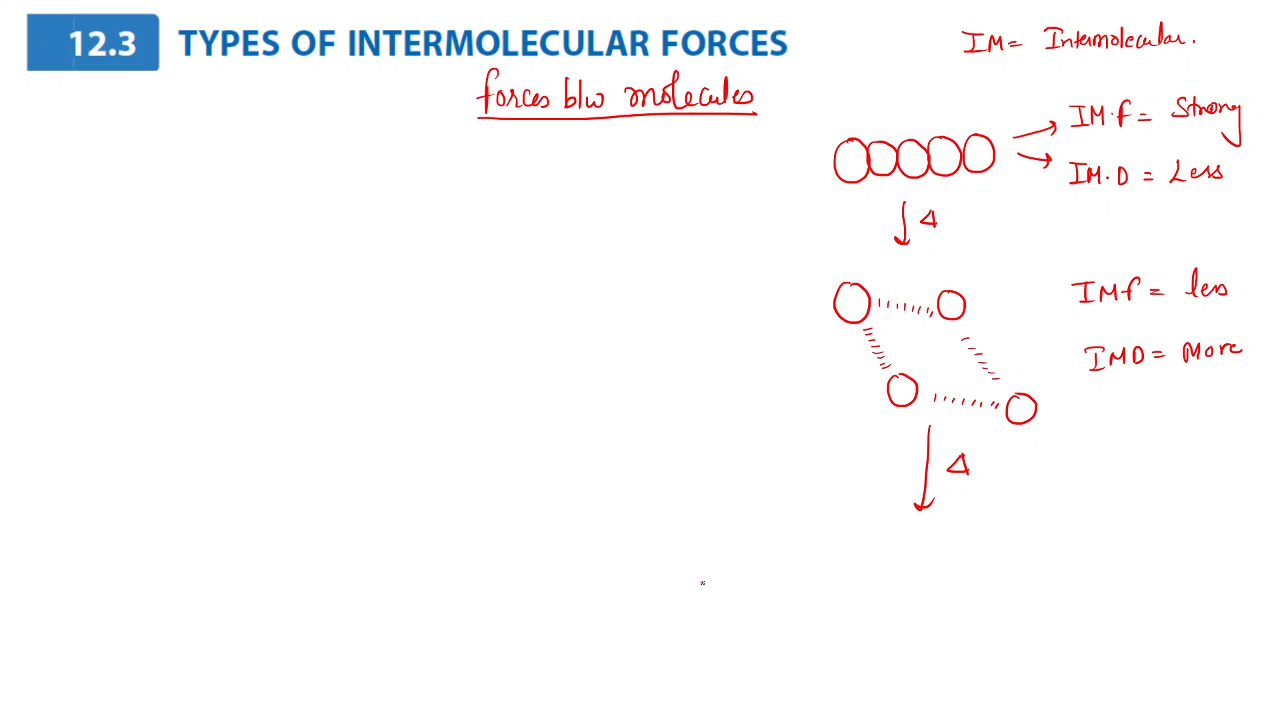 12.3 TYPES OF INTERMOLECULAR FORCES
IM = Intermolecular.
forces b/w molecules
IM.f = Strong
IM.D = Less
Δ
IMf = less
IMD = More
Δ